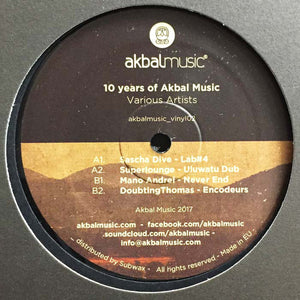 akbalmusic®
10 years of Akbal Music
Various Artists
akbalmusic_vinyl02
A1. Sascha Dive - Lab#4
A2. Superlounge - Uluwatu Dub
B1. Mano Andrei - Never End
B2. DoubtingThomas - Encodeurs
Akbal Music 2017
akbalmusic.com - facebook.com/akbalmusic
soundcloud.com/akbalmusic -
info@akbalmusic.com
- distributed by Subwax - All rights reserved - Made in EU -